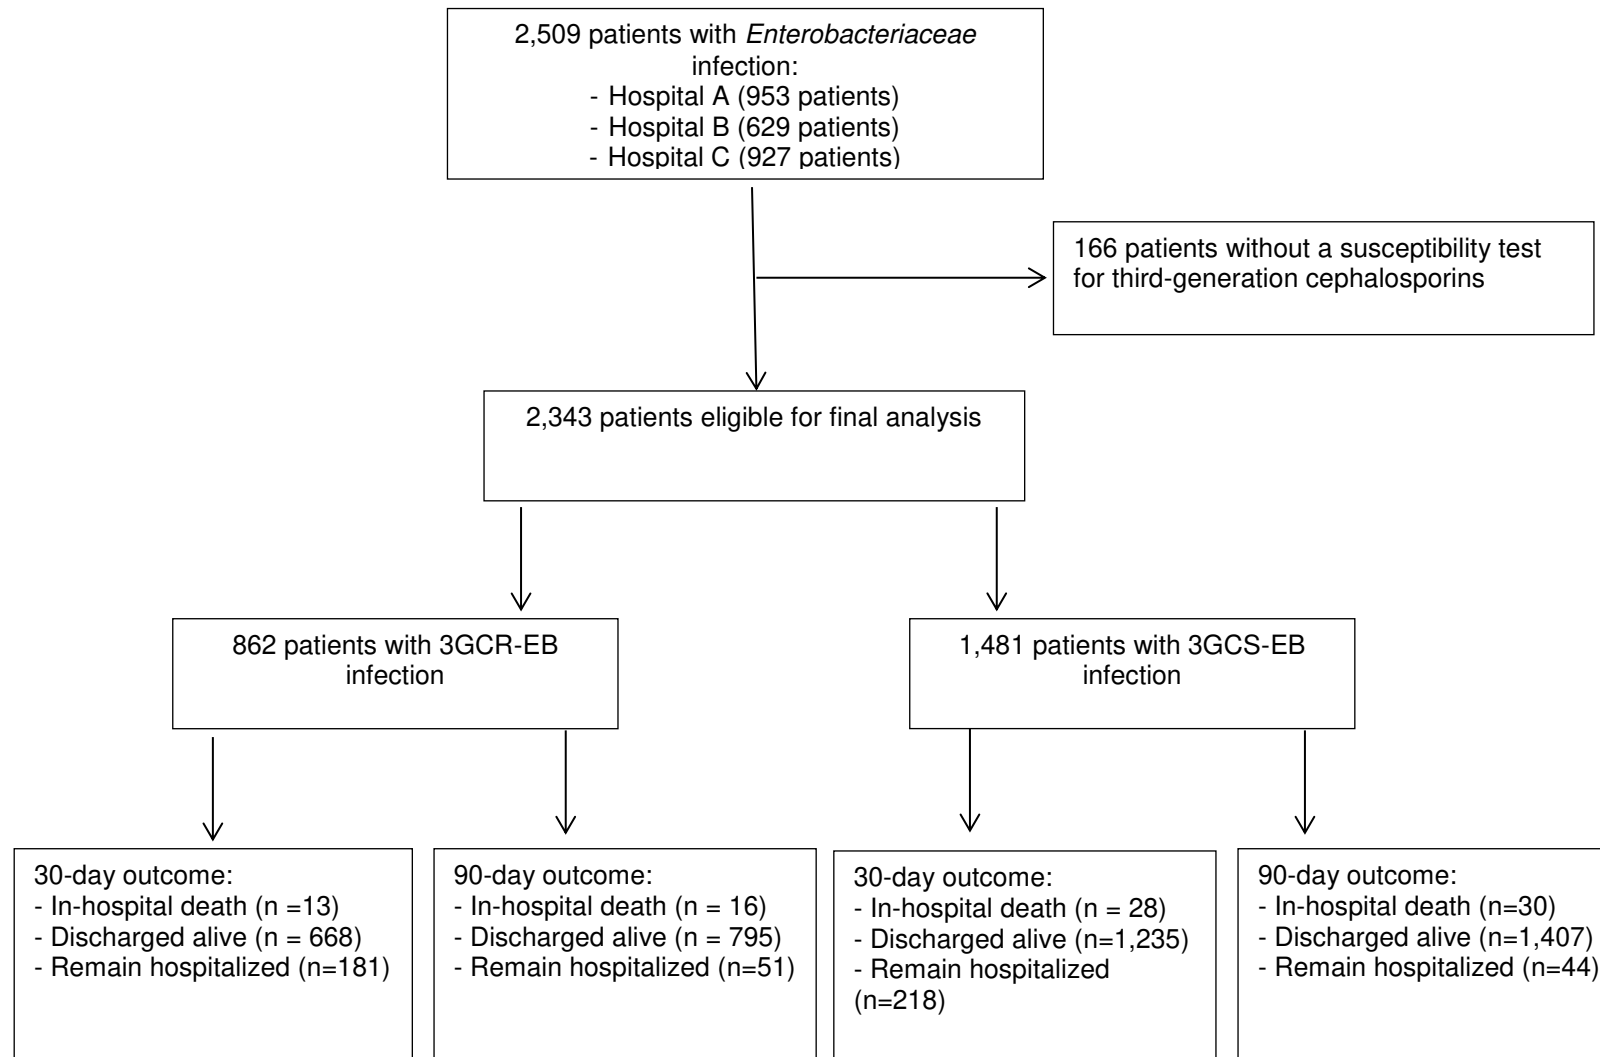 2,509 patients with Enterobacteriaceae
infection:
- Hospital A (953 patients)
- Hospital B (629 patients)
- Hospital C (927 patients)
166 patients without a susceptibility test
for third-generation cephalosporins
2,343 patients eligible for final analysis
862 patients with 3GCR-EB
infection
1,481 patients with 3GCS-EB
infection
30-day outcome:
- In-hospital death (n =13)
- Discharged alive (n = 668)
- Remain hospitalized (n=181)
90-day outcome:
- In-hospital death (n = 16)
- Discharged alive (n = 795)
- Remain hospitalized (n=51)
30-day outcome:
- In-hospital death (n = 28)
- Discharged alive (n=1,235)
- Remain hospitalized
(n=218)
90-day outcome:
- In-hospital death (n=30)
- Discharged alive (n=1,407)
- Remain hospitalized (n=44)